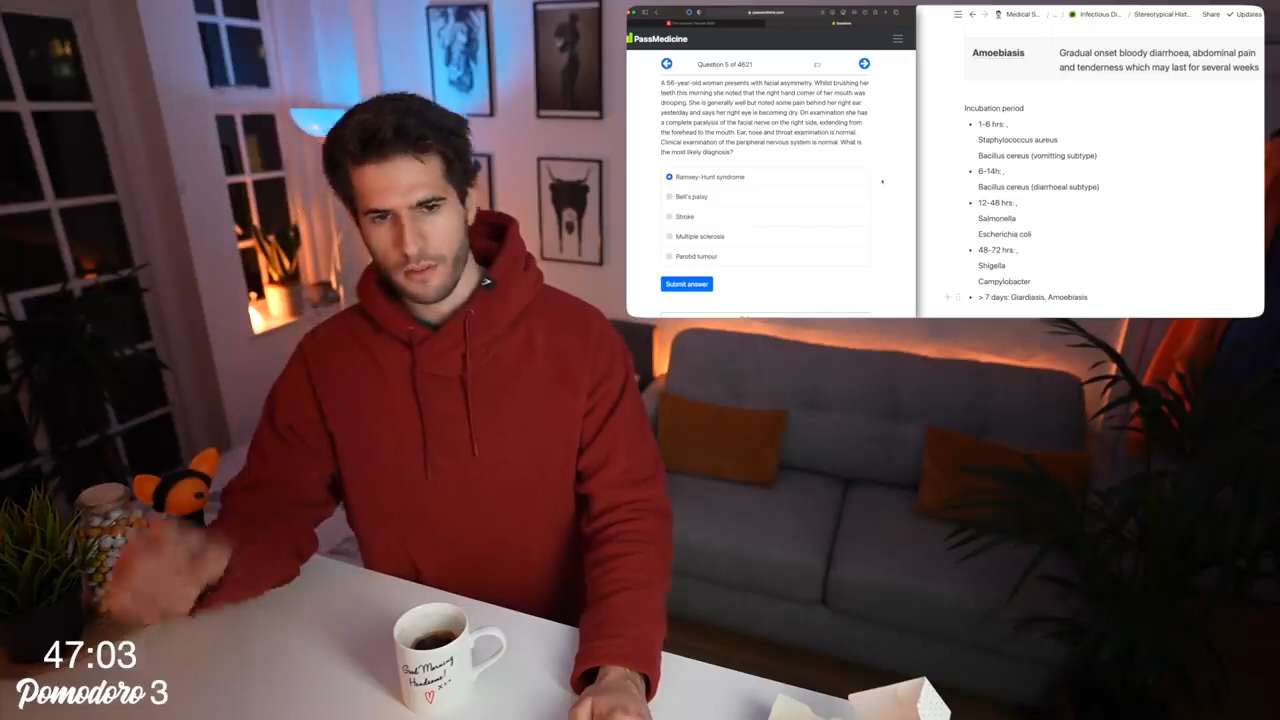 passmedicine.com
PassMedicine
Question 5 of 4621
A 56-year-old woman presents with facial asymmetry. Whilst brushing her
teeth this morning she noted that the right hand corner of her mouth was
drooping. She is generally well but noted some pain behind her right ear
yesterday and says her right eye is becoming dry. On examination she has
a complete paralysis of the facial nerve on the right side, extending from
the forehead to the mouth. Ear, nose and throat examination is normal.
Clinical examination of the peripheral nervous system is normal. What is
the most likely diagnosis?
Ramsey-Hunt syndrome
Bell's palsy
Stroke
Multiple sclerosis
Parotid tumour
Submit answer
Medical S... / ... / Infectious Di... / Stereotypical Hist... Share Updates
Amoebiasis
Gradual onset bloody diarrhoea, abdominal pain
and tenderness which may last for several weeks
Incubation period
• 1-6 hrs: ,
Staphylococcus aureus
Bacillus cereus (vomitting subtype)
• 6-14h: ,
Bacillus cereus (diarrhoeal subtype)
• 12-48 hrs: ,
Salmonella
Escherichia coli
• 48-72 hrs: ,
Shigella
Campylobacter
• > 7 days: Giardiasis, Amoebiasis
Good Morning
Handsome!
xxx
47:03
Pomodoro 3